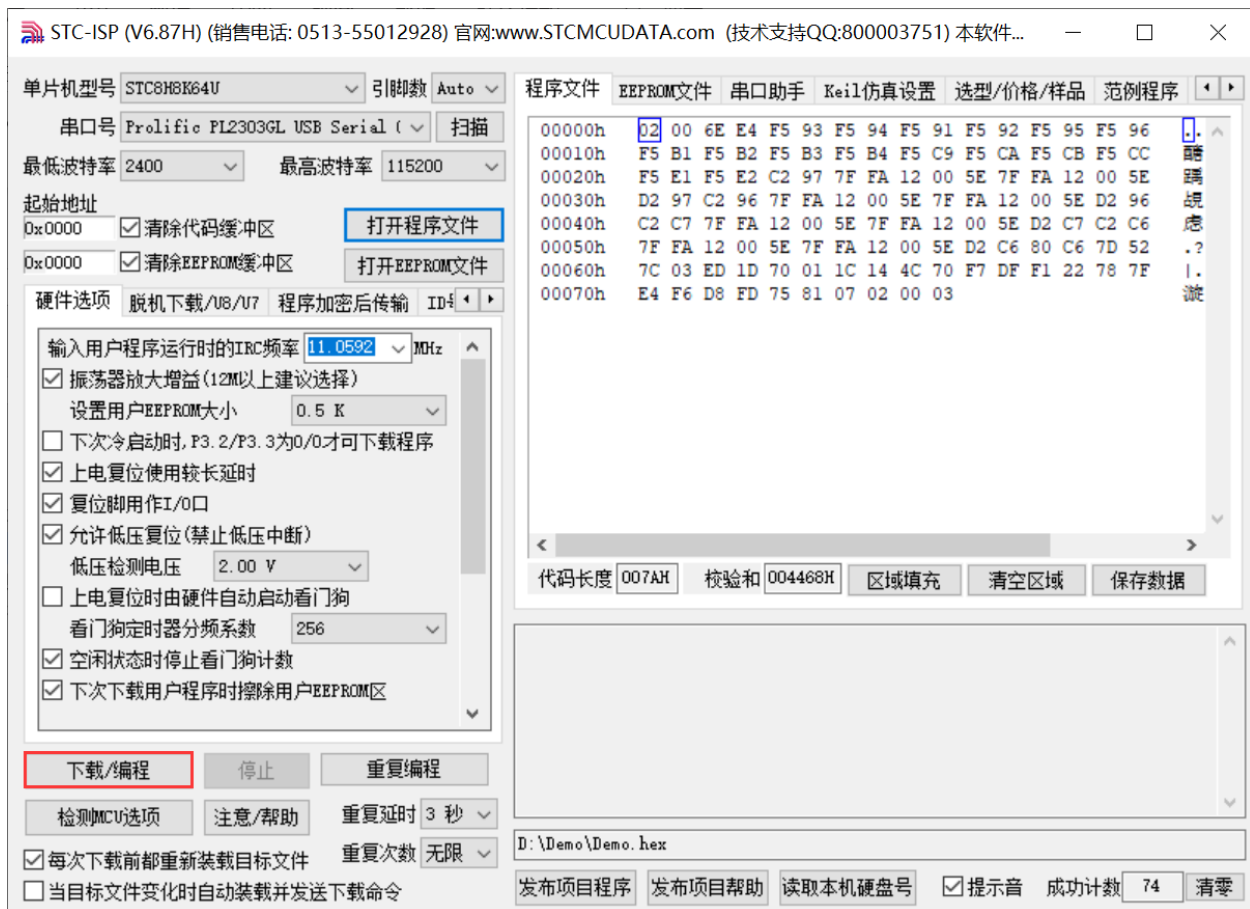 STC-ISP (V6.87H) (销售电话: 0513-55012928) 官网:www.STCMCUDATA.com (技术支持QQ:800003751) 本软件...
单片机型号 STC8H8K64U 引脚数 Auto
串口号 Prolific PL2303GL USB Serial ( 扫描
最低波特率 2400 最高波特率 115200
起始地址
0x0000 清除代码缓冲区 打开程序文件
0x0000 清除EEPROM缓冲区 打开EEPROM文件
硬件选项 脱机下载/U8/U7 程序加密后传输
输入用户程序运行时的IRC频率 11.0592 MHz
振荡器放大增益(12M以上建议选择)
设置用户EEPROM大小 0.5 K
下次冷启动时,P3.2/P3.3为0/0才可下载程序
上电复位使用较长延时
复位脚用作I/O口
允许低压复位(禁止低压中断)
低压检测电压 2.00 V
上电复位时由硬件自动启动看门狗
看门狗定时器分频系数 256
空闲状态时停止看门狗计数
下次下载用户程序时擦除用户EEPROM区
下载/编程 停止 重复编程
检测MCU选项 注意/帮助 重复延时 3 秒
每次下载前都重新装载目标文件 重复次数 无限
当目标文件变化时自动装载并发送下载命令
程序文件 EEPROM文件 串口助手 Keil仿真设置 选型/价格/样品 范例程序
00000h 02 00 6E E4 F5 93 F5 94 F5 91 F5 92 F5 95 F5 96 ..
00010h F5 B1 F5 B2 F5 B3 F5 B4 F5 C9 F5 CA F5 CB F5 CC
00020h F5 E1 F5 E2 C2 97 7F FA 12 00 5E 7F FA 12 00 5E
00030h D2 97 C2 96 7F FA 12 00 5E 7F FA 12 00 5E D2 96
00040h C2 C7 7F FA 12 00 5E 7F FA 12 00 5E D2 C7 C2 C6
00050h 7F FA 12 00 5E 7F FA 12 00 5E D2 C6 80 C6 7D 52 .?
00060h 7C 03 ED 1D 70 01 1C 14 4C 70 F7 DF F1 22 78 7F |.
00070h E4 F6 D8 FD 75 81 07 02 00 03
代码长度 007AH 校验和 004468H 区域填充 清空区域 保存数据
D:\Demo\Demo.hex
发布项目程序 发布项目帮助 读取本机硬盘号 提示音 成功计数 74 清零